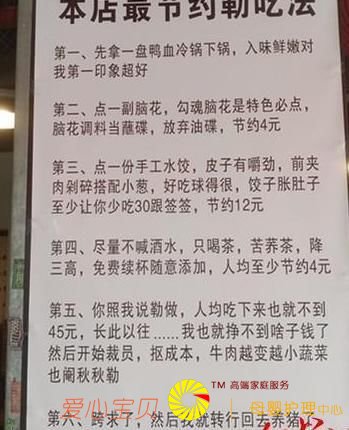 本店最节约勒吃法
第一、先拿一盘鸭血冷锅下锅，入味鲜嫩对
我第一印象超好
第二、点一副脑花，勾魂脑花是特色必点，
脑花调料当蘸碟，放弃油碟，节约4元
第三、点一份手工水饺，皮子有嚼劲，前夹
肉剁碎搭配小葱，好吃球得很，饺子胀肚子
至少让你少吃30跟签签，节约12元
第四、尽量不喊酒水，只喝茶，苦荞茶，降
三高，免费续杯随意添加，人均至少节约4元
第五、你照我说勒做，人均吃下来也就不到
45元，长此以往......我也就挣不到啥子钱了
然后开始裁员，抠成本，牛肉越变越小蔬菜
也阉秋秋勒
TM 高端家庭服务
爱心宝贝
母婴护理中心
第六、跨求了，然后我就转行回去养猪